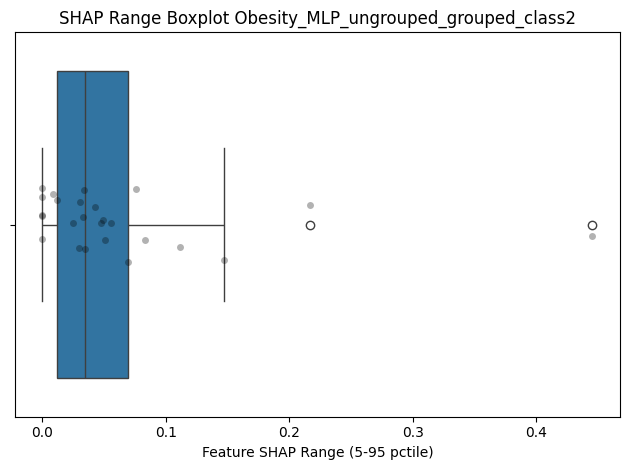 SHAP Range Boxplot Obesity_MLP_ungrouped_grouped_class2
0.0 0.1 0.2 0.3 0.4
Feature SHAP Range (5-95 pctile)